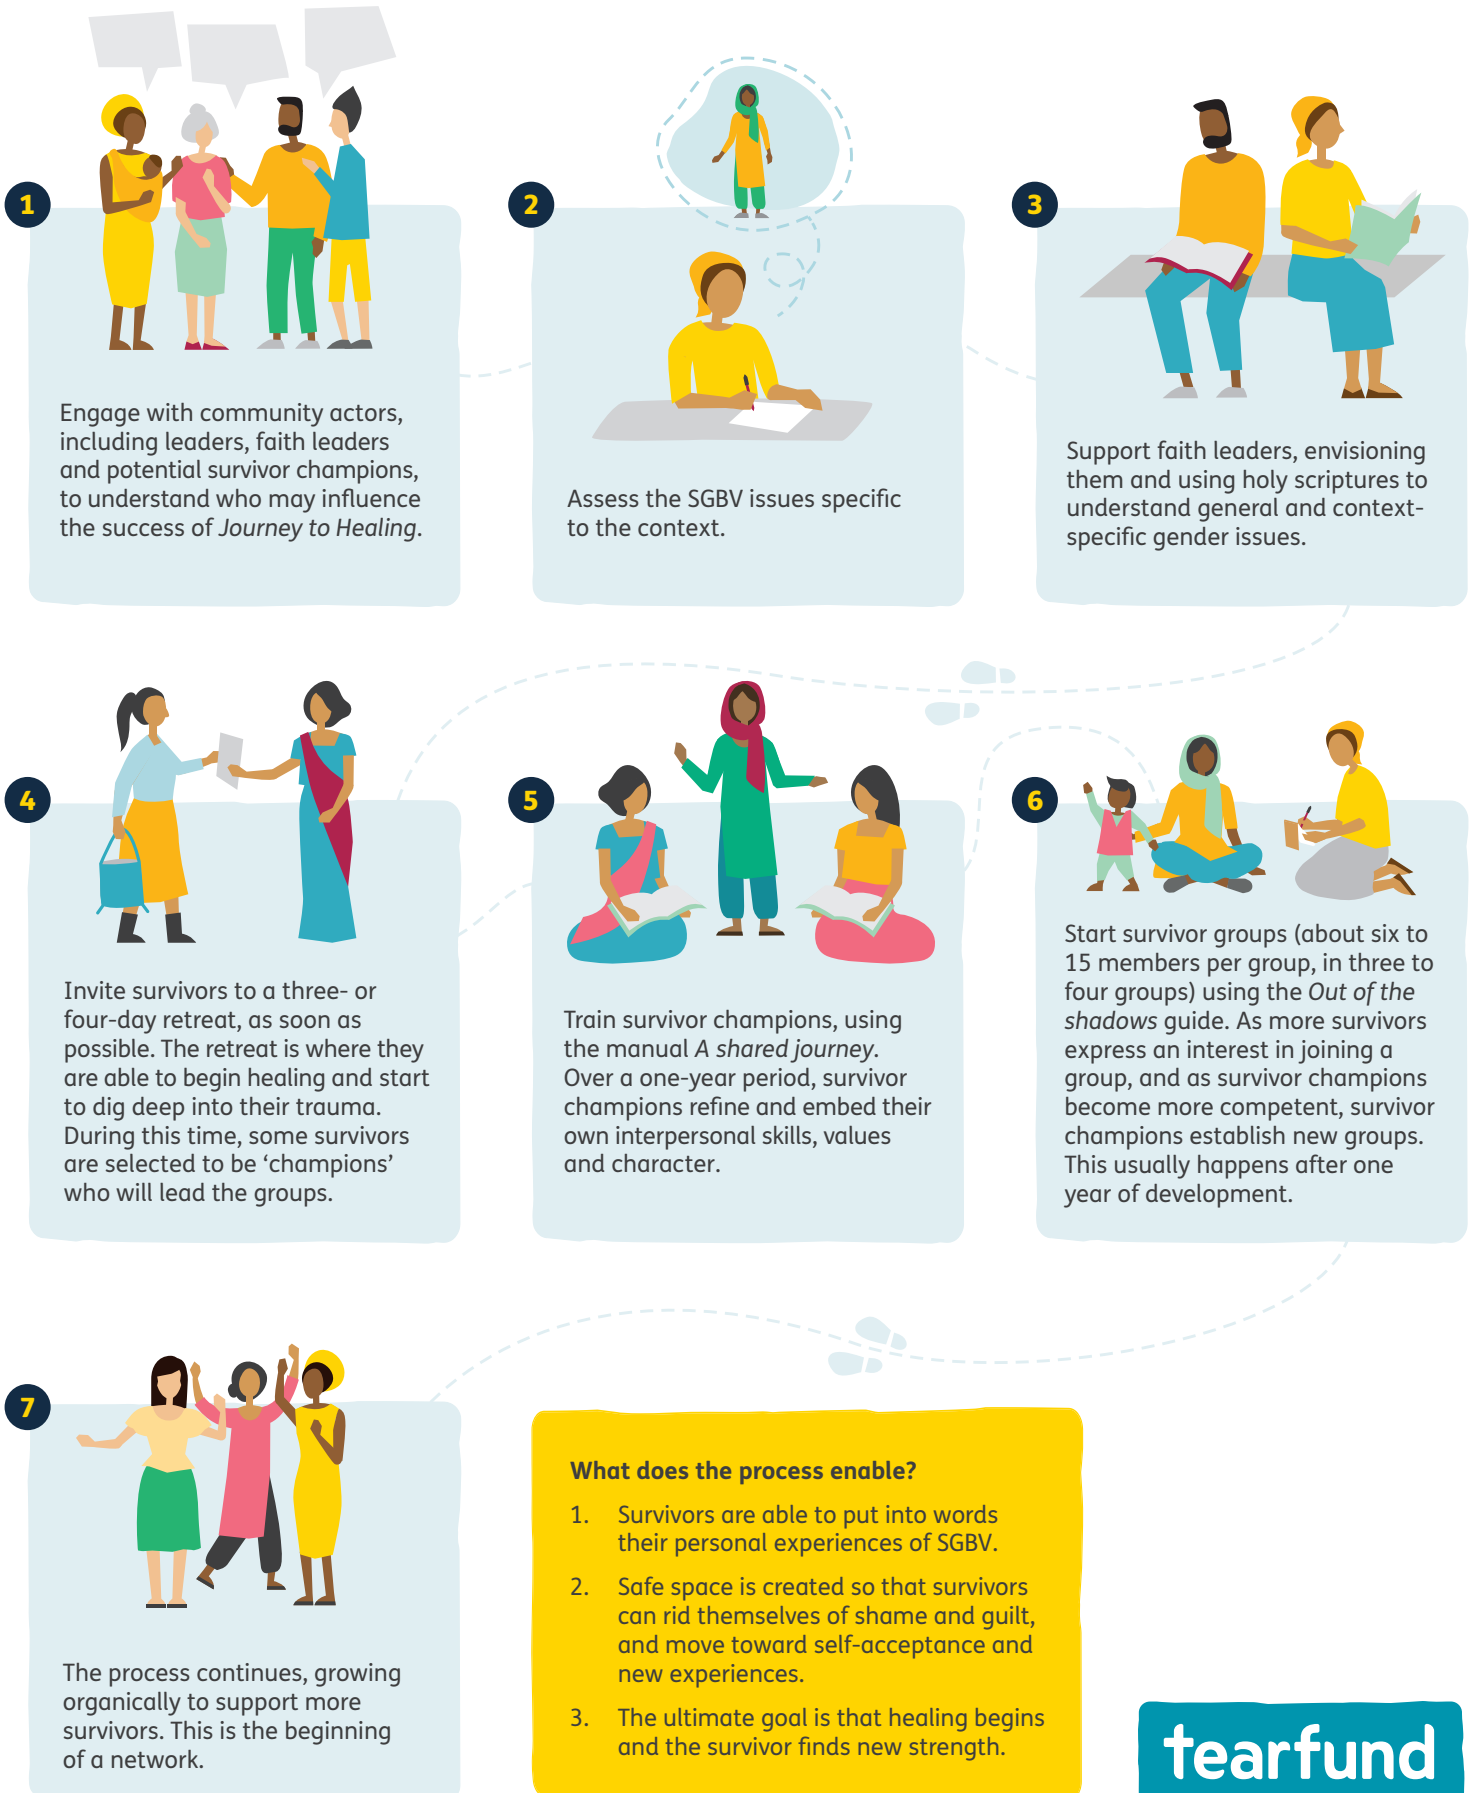 1
Engage with community actors,
including leaders, faith leaders
and potential survivor champions,
to understand who may influence
the success of Journey to Healing.
2
Assess the SGBV issues specific
to the context.
3
Support faith leaders, envisioning
them and using holy scriptures to
understand general and context-
specific gender issues.
4
Invite survivors to a three- or
four-day retreat, as soon as
possible. The retreat is where they
are able to begin healing and start
to dig deep into their trauma.
During this time, some survivors
are selected to be ‘champions’
who will lead the groups.
5
Train survivor champions, using
the manual A shared journey.
Over a one-year period, survivor
champions refine and embed their
own interpersonal skills, values
and character.
6
Start survivor groups (about six to
15 members per group, in three to
four groups) using the Out of the
shadows guide. As more survivors
express an interest in joining a
group, and as survivor champions
become more competent, survivor
champions establish new groups.
This usually happens after one
year of development.
7
The process continues, growing
organically to support more
survivors. This is the beginning
of a network.
What does the process enable?
1. Survivors are able to put into words
their personal experiences of SGBV.
2. Safe space is created so that survivors
can rid themselves of shame and guilt,
and move toward self-acceptance and
new experiences.
3. The ultimate goal is that healing begins
and the survivor finds new strength.
tearfund